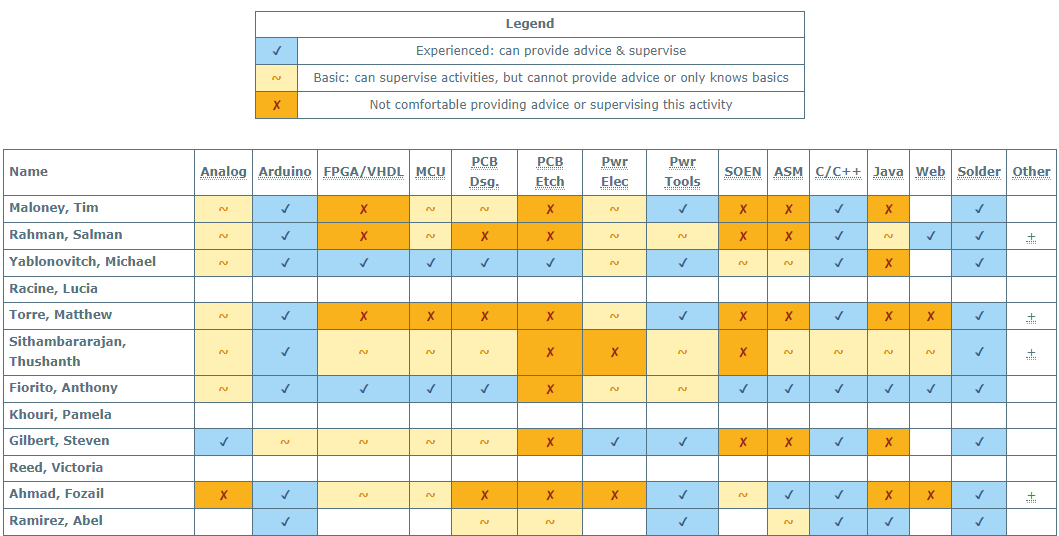 Legend
✓ Experienced: can provide advice & supervise
~ Basic: can supervise activities, but cannot provide advice or only knows basics
✗ Not comfortable providing advice or supervising this activity
Name Analog Arduino FPGA/VHDL MCU PCB Dsg. PCB Etch Pwr Elec Pwr Tools SOEN ASM C/C++ Java Web Solder Other
Maloney, Tim ~ ✓ ✗ ~ ~ ✗ ~ ✓ ✗ ✗ ✓ ✗ ✓
Rahman, Salman ~ ✓ ✗ ~ ✗ ✗ ~ ~ ✗ ✗ ✓ ~ ✓ ✓ +
Yablonovitch, Michael ~ ✓ ✓ ✓ ✓ ✓ ~ ✓ ~ ~ ✓ ✗ ✓
Racine, Lucia
Torre, Matthew ~ ✓ ✗ ✗ ✗ ✗ ~ ✓ ✗ ✗ ✓ ✗ ✗ ✓ +
Sithambararajan,
Thushanth ~ ✓ ~ ~ ~ ✗ ✗ ~ ✗ ~ ~ ~ ~ ✓ +
Fiorito, Anthony ~ ✓ ✓ ✓ ✓ ✗ ~ ~ ✓ ✓ ✓ ✓ ✓ ✓
Khouri, Pamela
Gilbert, Steven ✓ ~ ~ ~ ~ ✗ ✓ ✓ ✗ ✗ ✓ ✗ ✓
Reed, Victoria
Ahmad, Fozail ✗ ✓ ~ ~ ✗ ✗ ✗ ✓ ~ ✓ ✓ ✗ ✗ ✓ +
Ramirez, Abel ✓ ~ ~ ✓ ~ ✓ ✓ ✓